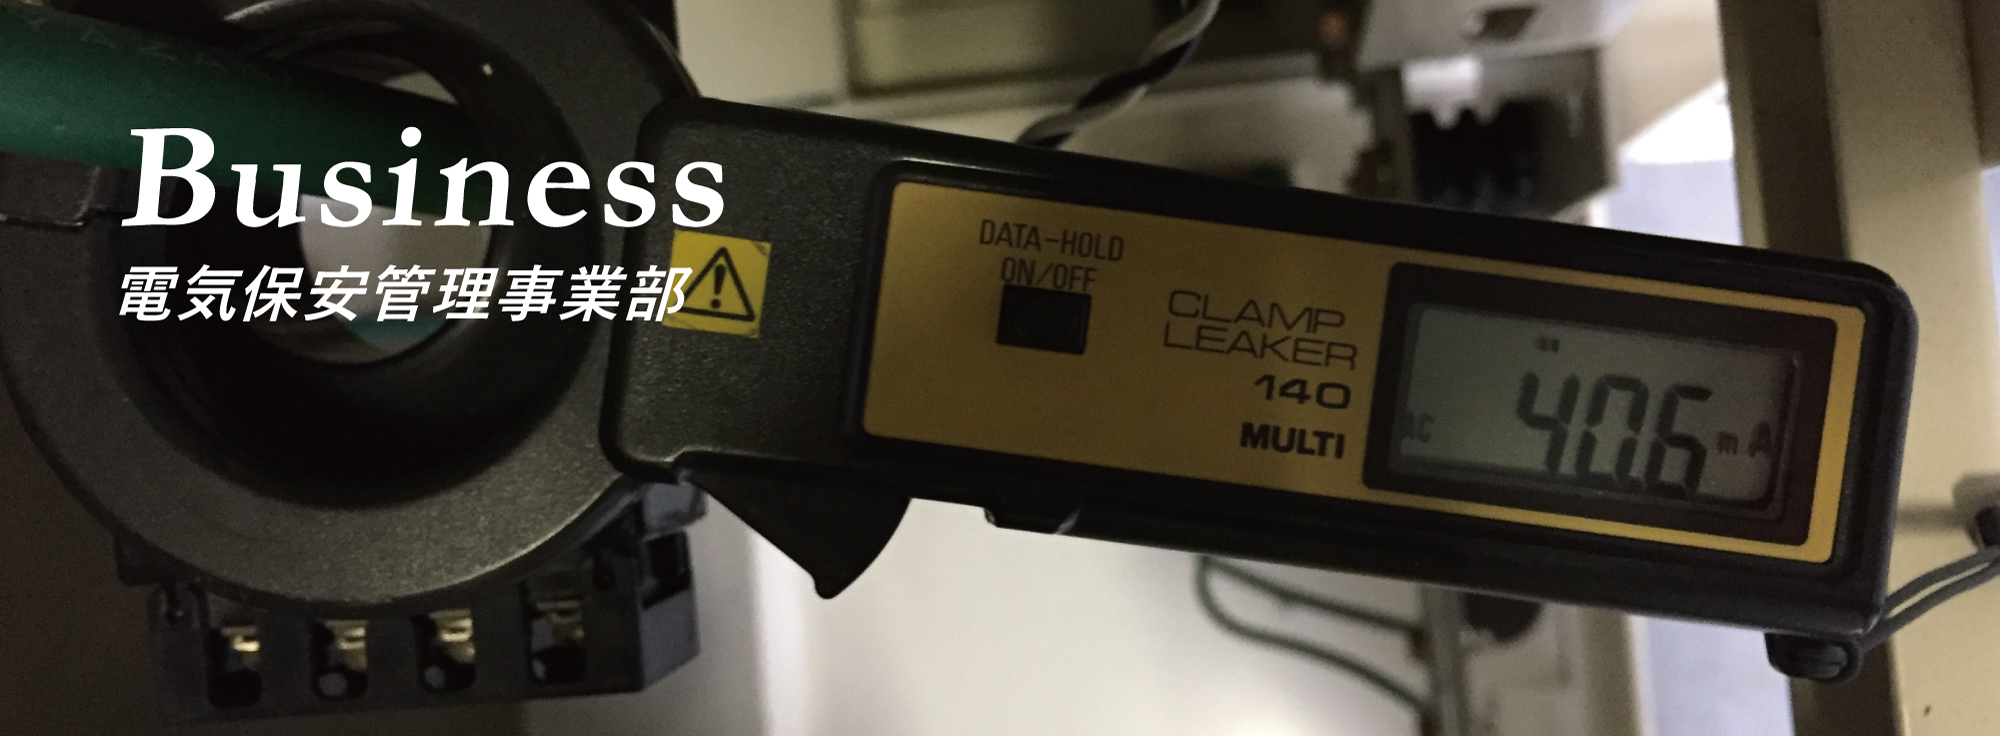 Business
電気保安管理事業部
DATA-HOLD
ON/OFF
CLAMP
LEAKER
140
MULTI
AC
40.6 mA